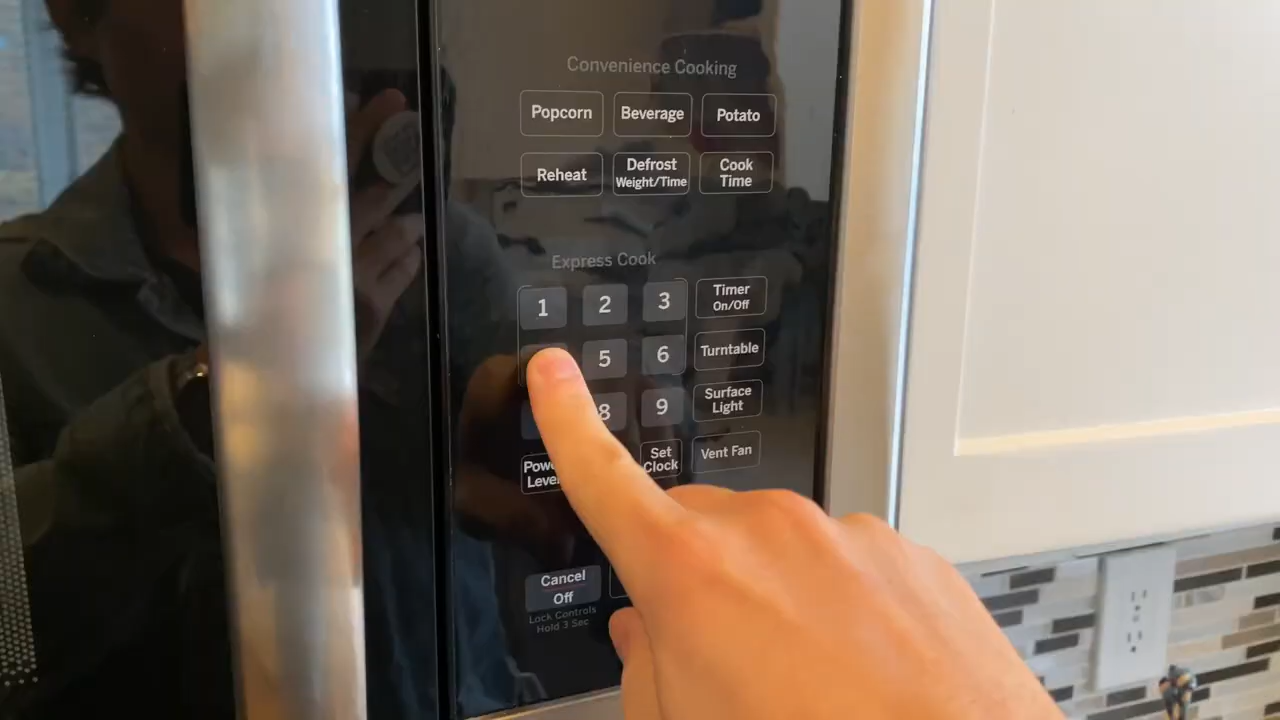 Convenience Cooking
Popcorn
Beverage
Potato
Reheat
Defrost
Weight/Time
Cook
Time
Express Cook
1
2
3
Timer
On/Off
5
6
Turntable
8
9
Surface
Light
Set
Clock
Vent Fan
Cancel
Off
Lock Controls
Hold 3 Sec